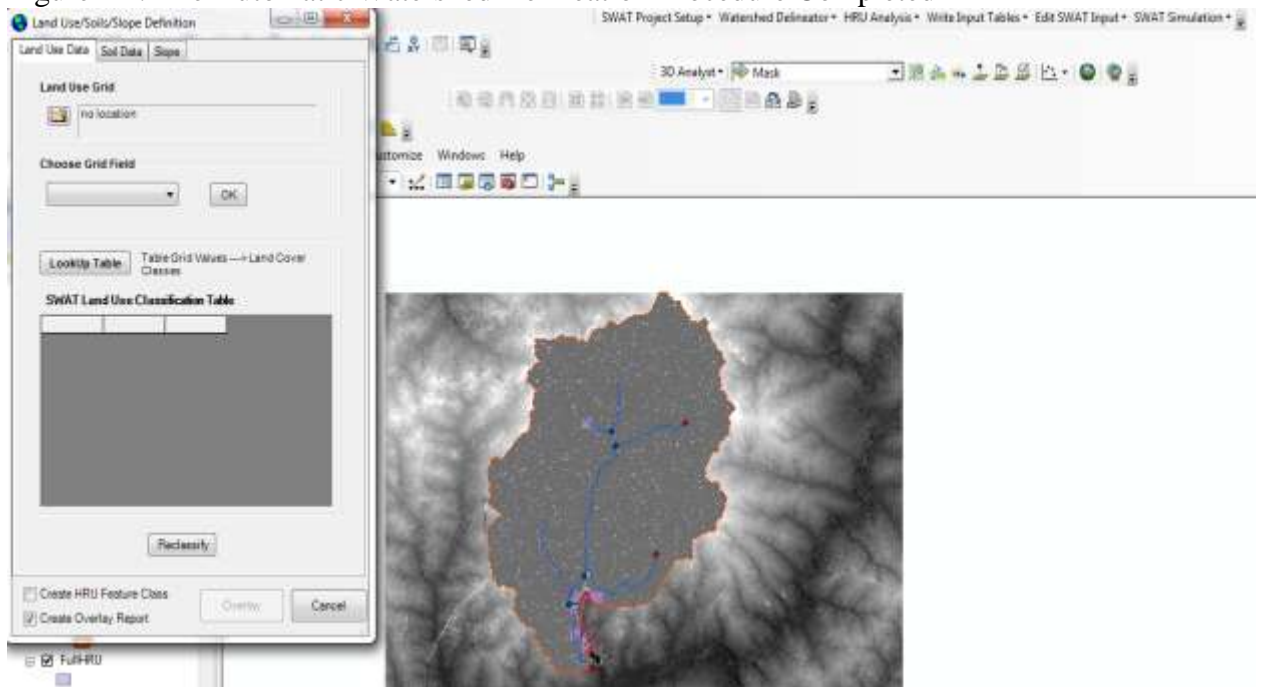 Land Use/Soils/Slope Definition
SWAT Project Setup Watershed Delineator HRU Analysis Write Input Tables Edit SWAT Input SWAT Simulation
Land Use Data Soil Data Slope
3D Analyst Mask
Land Use Grid
no location
Customize Windows Help
Choose Grid Field
OK
LookUp Table
Table Grid Values ---> Land Cover
Classes
SWAT Land Use Classification Table
Reclassify
Create HRU Feature Class
Create Overlay Report
Overlay
Cancel
FullHRU